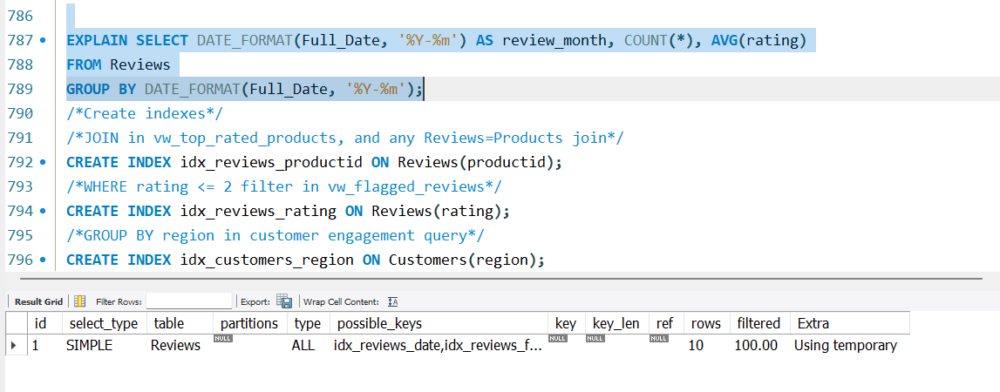 786
787 EXPLAIN SELECT DATE_FORMAT(Full_Date, '%Y-%m') AS review_month, COUNT(*), AVG(rating)
788 FROM Reviews
789 GROUP BY DATE_FORMAT(Full_Date, '%Y-%m');
790 /*Create indexes*/
791 /*JOIN in vw_top_rated_products, and any Reviews=Products join*/
792 CREATE INDEX idx_reviews_productid ON Reviews(productid);
793 /*WHERE rating <= 2 filter in vw_flagged_reviews*/
794 CREATE INDEX idx_reviews_rating ON Reviews(rating);
795 /*GROUP BY region in customer engagement query*/
796 CREATE INDEX idx_customers_region ON Customers(region);
Result Grid Filter Rows: Export: Wrap Cell Content: IA
id select_type table partitions type possible_keys key key_len ref rows filtered Extra
1 SIMPLE Reviews NULL ALL idx_reviews_date,idx_reviews_f... NULL NULL NULL 10 100.00 Using temporary